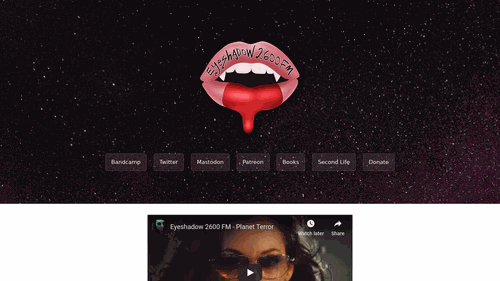 Eyeshadow 2600 FM
Bandcamp
Twitter
Mastodon
Patreon
Books
Second Life
Donate
Eyeshadow 2600 FM - Planet Terror
Watch later
Share